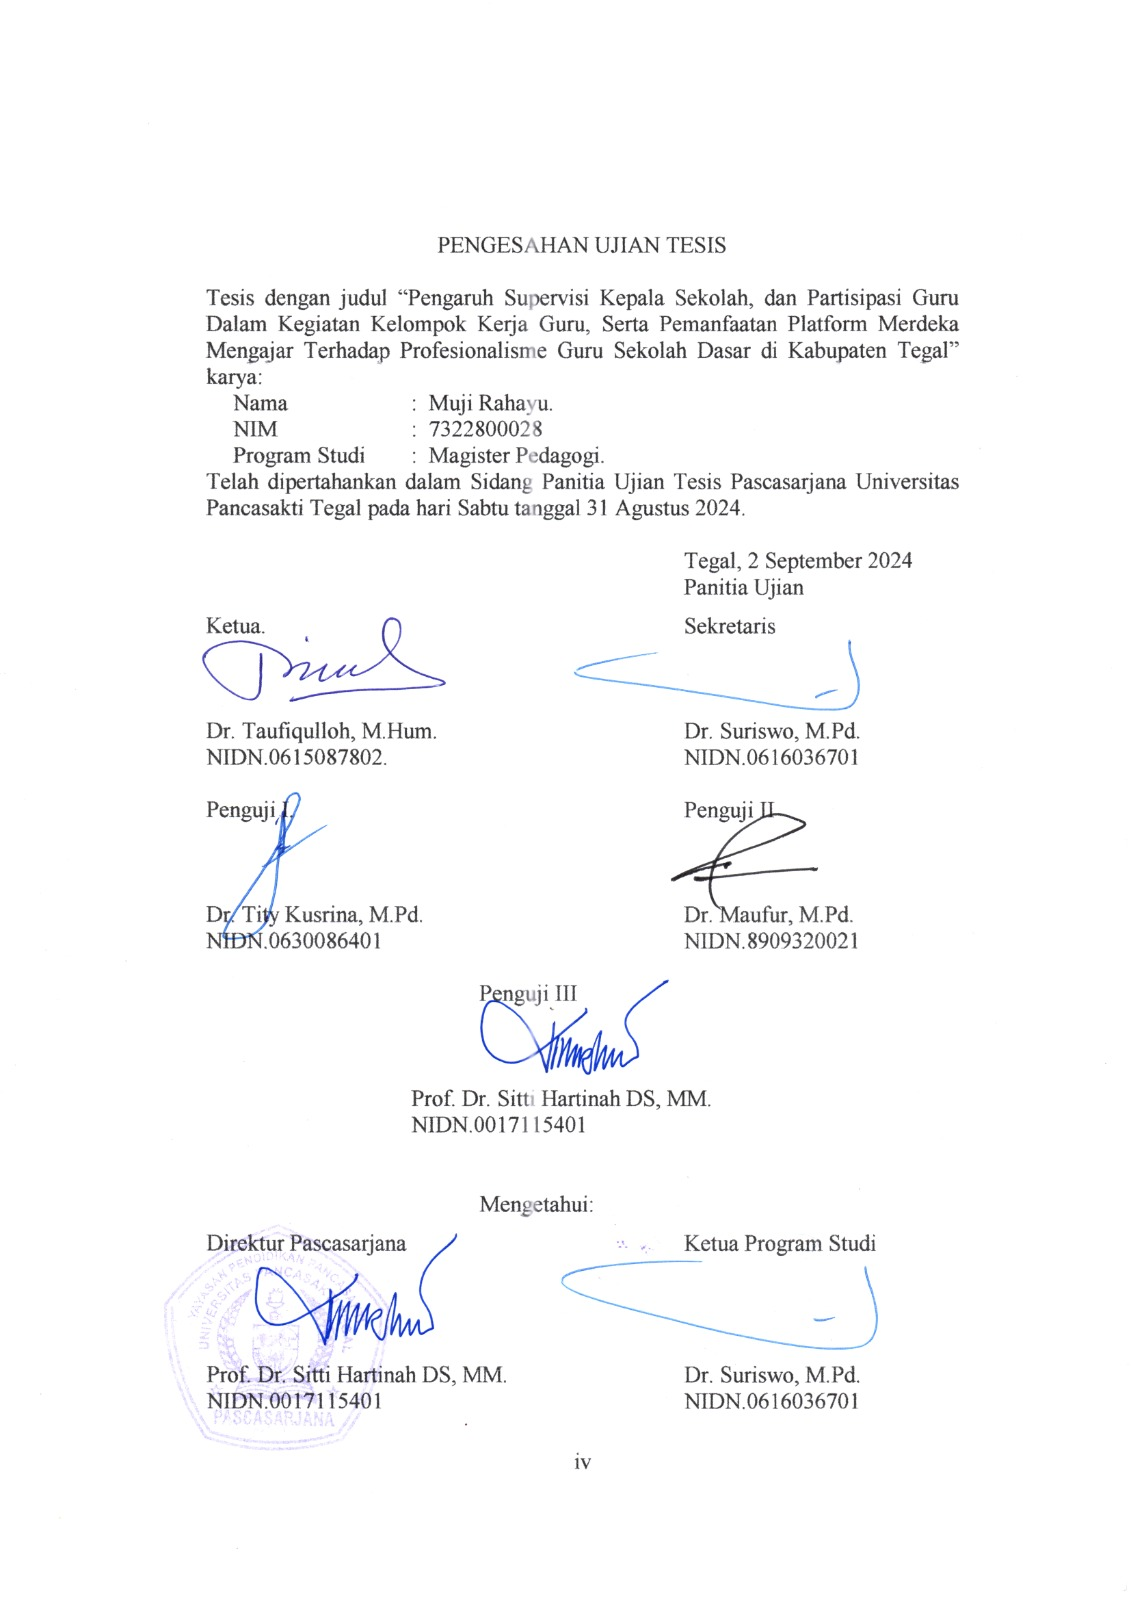 PENGESAHAN UJIAN TESIS
Tesis dengan judul “Pengaruh Supervisi Kepala Sekolah, dan Partisipasi Guru
Dalam Kegiatan Kelompok Kerja Guru, Serta Pemanfaatan Platform Merdeka
Mengajar Terhadap Profesionalisme Guru Sekolah Dasar di Kabupaten Tegal”
karya:
Nama : Muji Rahayu.
NIM : 7322800028
Program Studi : Magister Pedagogi.
Telah dipertahankan dalam Sidang Panitia Ujian Tesis Pascasarjana Universitas
Pancasakti Tegal pada hari Sabtu tanggal 31 Agustus 2024.
Tegal, 2 September 2024
Panitia Ujian
Ketua. Sekretaris
Dr. Taufiqulloh, M.Hum. Dr. Suriswo, M.Pd.
NIDN.0615087802. NIDN.0616036701
Penguji I. Penguji II
Dr. Tity Kusrina, M.Pd. Dr. Maufur, M.Pd.
NIDN.0630086401 NIDN.8909320021
Penguji III
Prof. Dr. Sitti Hartinah DS, MM.
NIDN.0017115401
Mengetahui:
Direktur Pascasarjana Ketua Program Studi
YAYASAN PENDIDIKAN
UNIVERSITAS PANCASAKTI
Prof. Dr. Sitti Hartinah DS, MM. Dr. Suriswo, M.Pd.
NIDN.0017115401 NIDN.0616036701
PASCASARJANA
iv